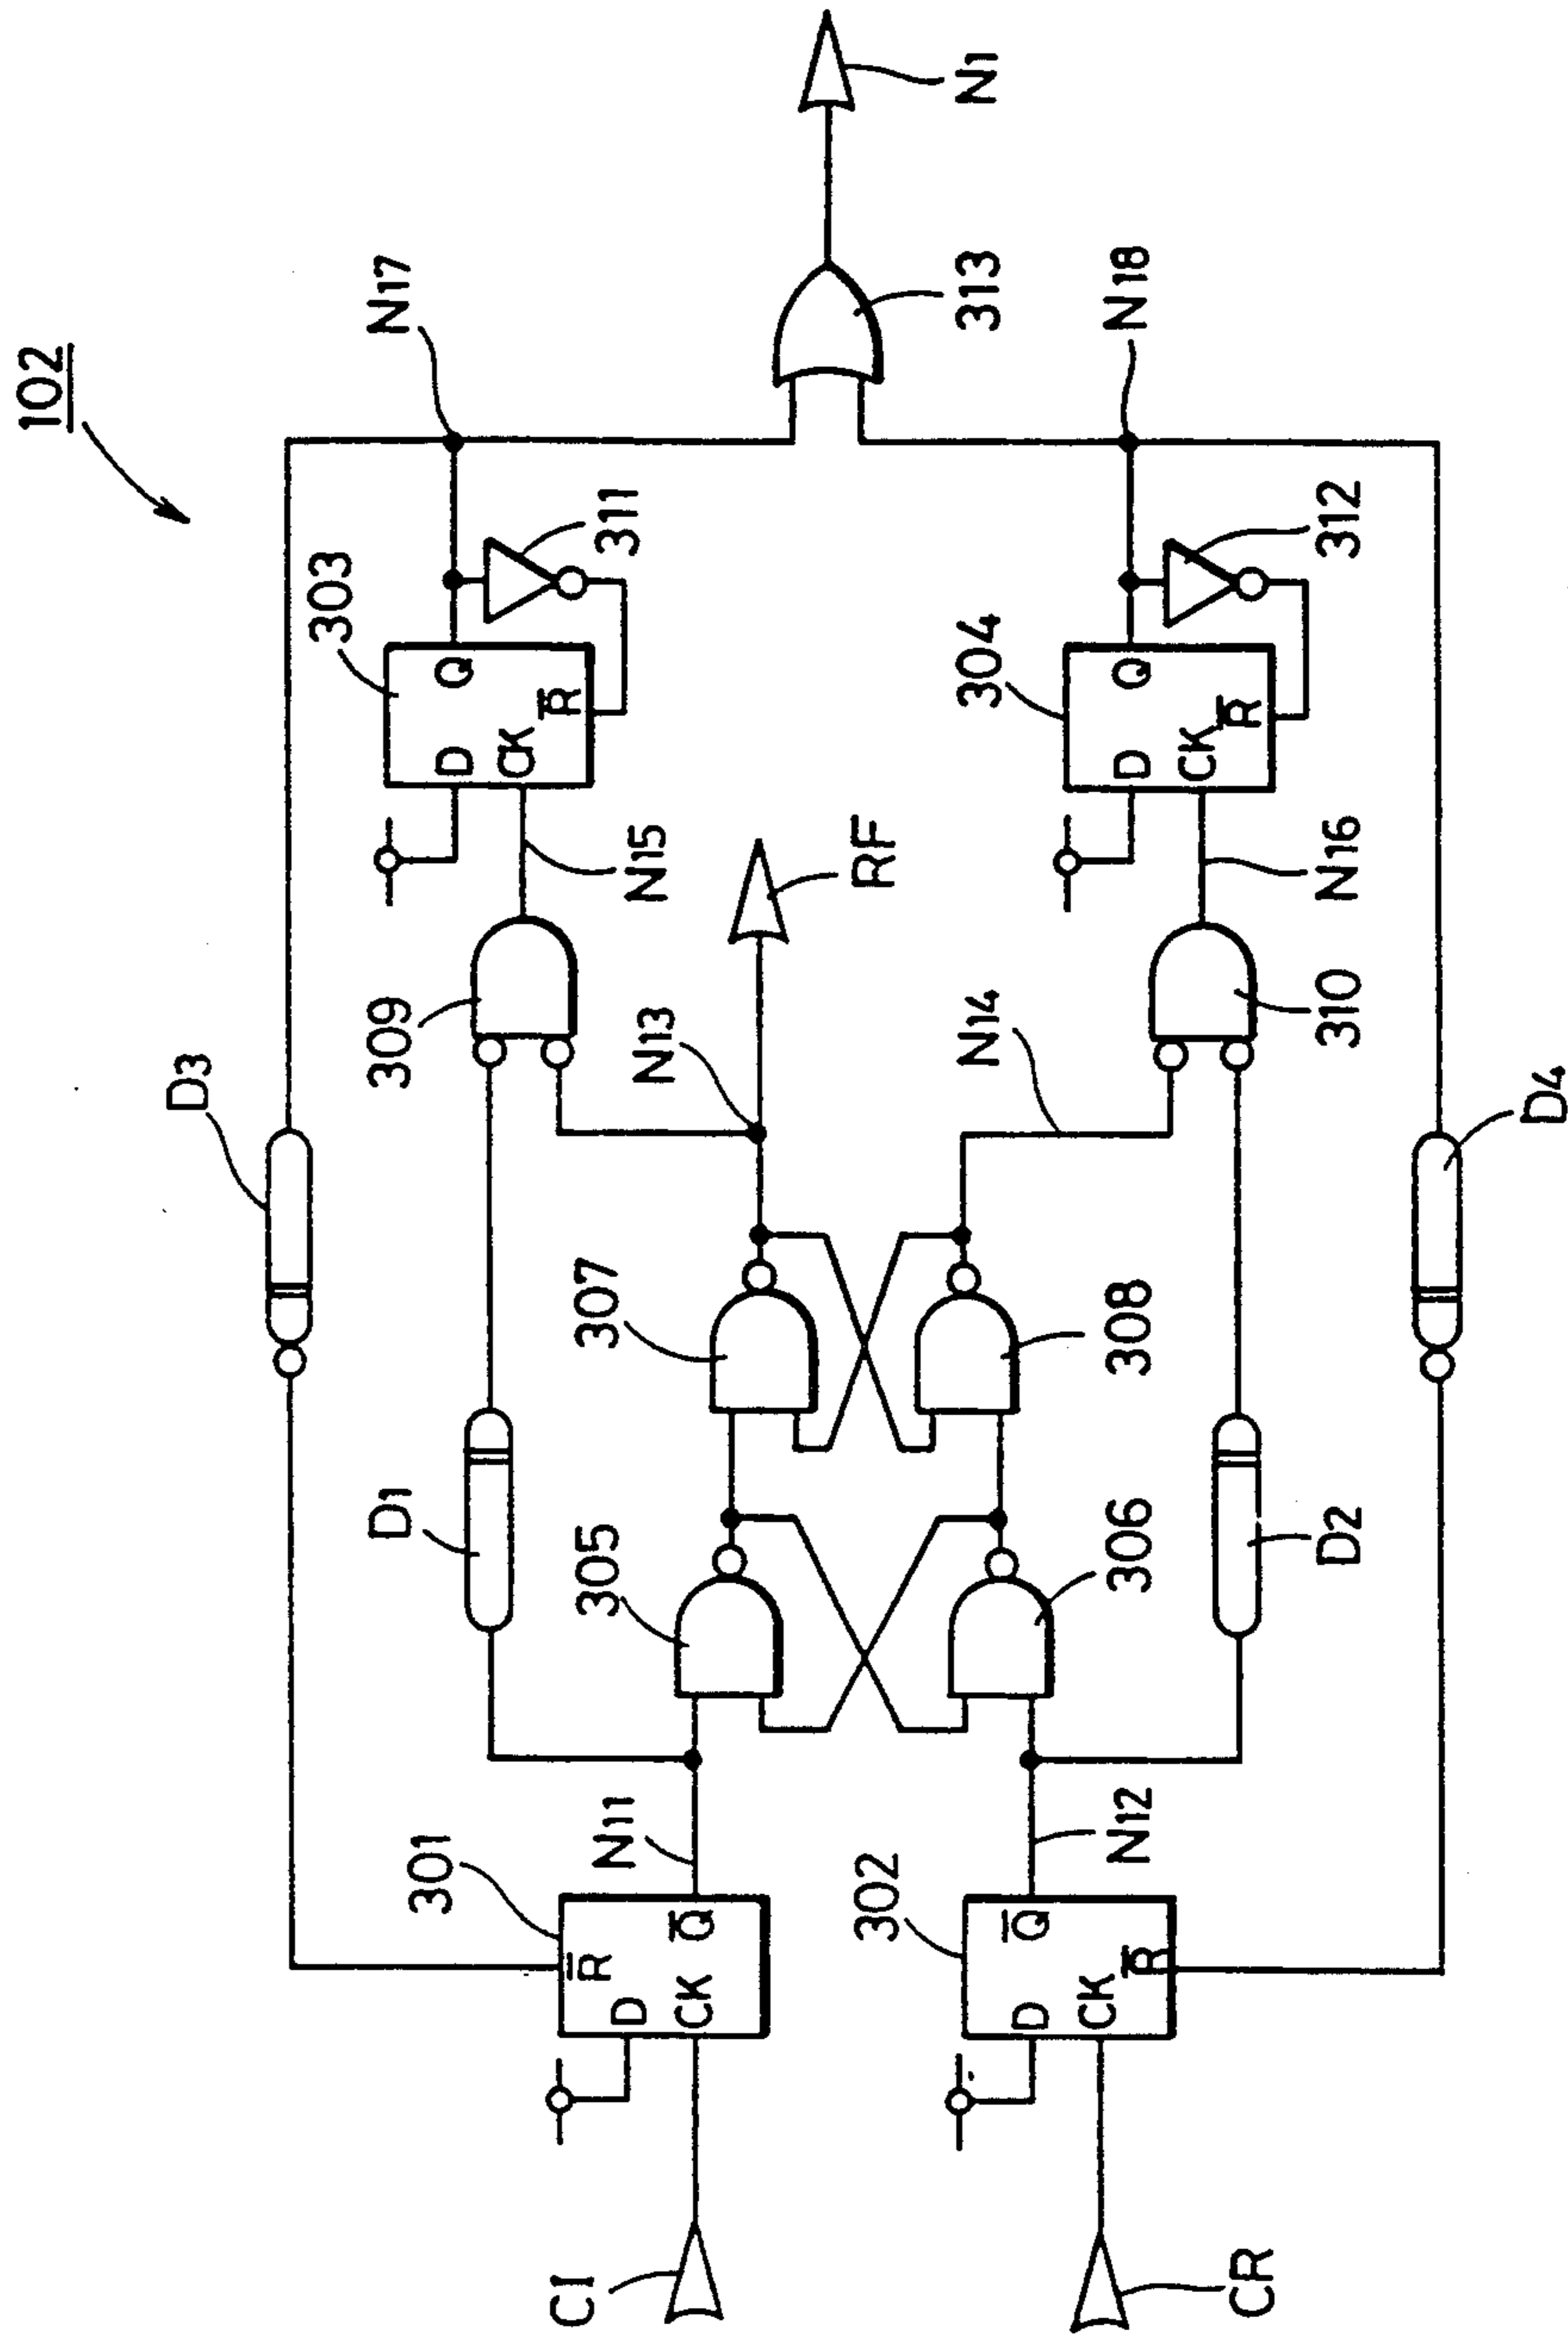 102
N17
N1
313
N18
311
303
Q
D
CK
R̅
312
304
Q
D
CK
R̅
N15
RF
N16
309
N13
N14
310
D3
D4
307
308
D1
305
306
D2
301
N11
302
N12
R̅
Q̅
D
CK
Q̅
D
CK
R̅
CI
CR